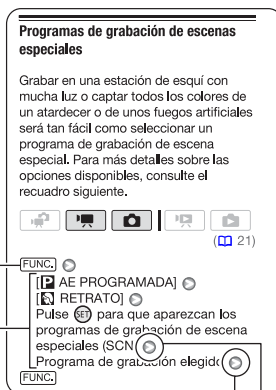 Programas de grabación de escenas
especiales
Grabar en una estación de esquí con
mucha luz o captar todos los colores de
un atardecer o de unos fuegos artificiales
será tan fácil como seleccionar un
programa de grabación de escena
especial. Para más detalles sobre las
opciones disponibles, consulte el
recuadro siguiente.
( 21)
FUNC.
[P AE PROGRAMADA]
[ RETRATO]
Pulse SET para que aparezcan los
programas de grabación de escena
especiales (SCN
Programa de grabación elegido
FUNC.